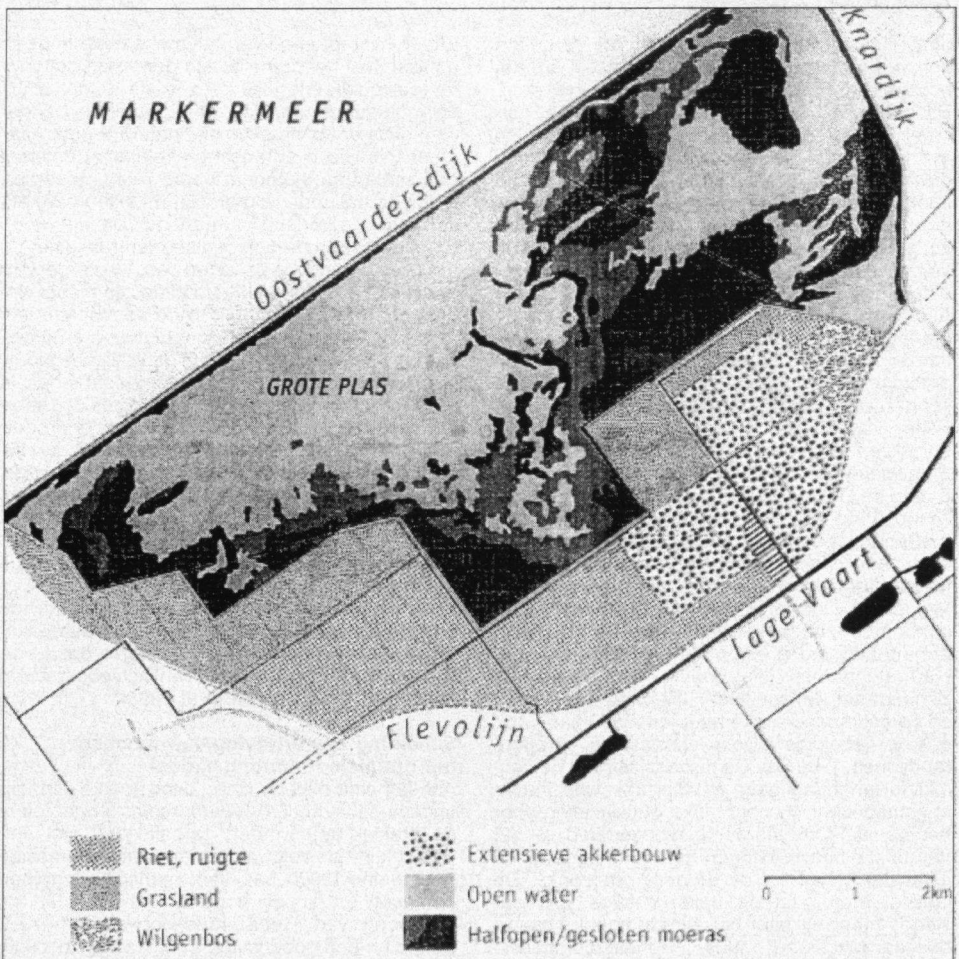 MARKERMEER
Knardijk
Oostvaardersdijk
GROTE PLAS
Lage Vaart
Flevolijn
Riet, ruigte
Grasland
Wilgenbos
Extensieve akkerbouw
Open water
Halfopen/gesloten moeras
0 1 2km